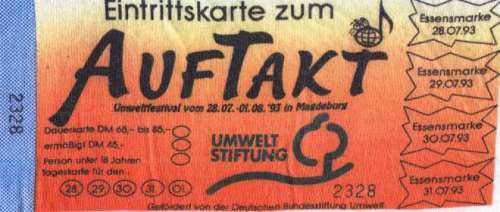 Eintrittskarte zum
AUFTAKT
Umweltfestival vom 28.07.-01.08.'93 in Magdeburg
Dauerkarte DM 65,- bis 85,-
ermäßigt DM 45,-
Person unter 18 Jahren
Tageskarte für den
28 29 30 31 01.
UMWELT
STIFTUNG
2328
Gefördert von der Deutschen Bundesstiftung Umwelt
Essensmarke
28.07.93
Essensmarke
29.07.93
Essensmarke
30.07.93
Essensmarke
31.07.93
2328